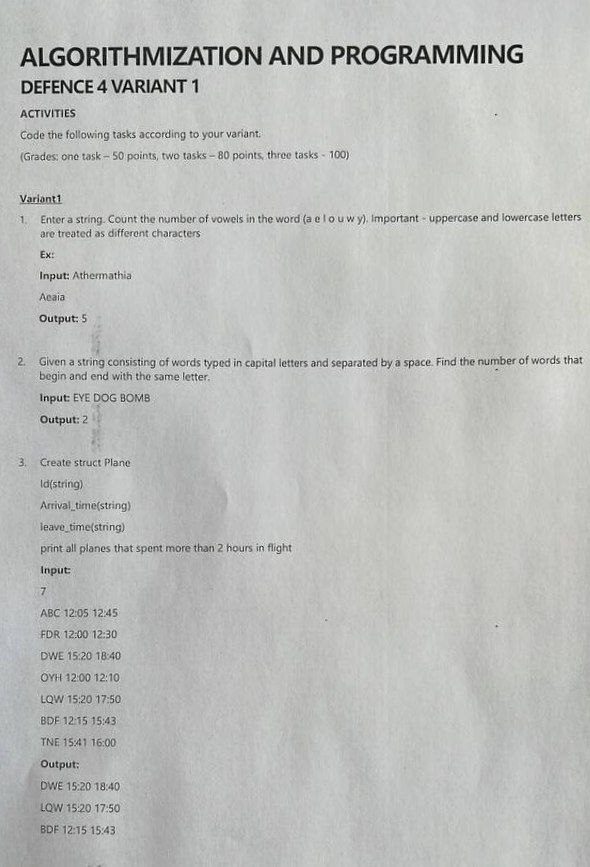 ALGORITHMIZATION AND PROGRAMMING
DEFENCE 4 VARIANT 1
ACTIVITIES
Code the following tasks according to your variant.
(Grades: one task – 50 points, two tasks – 80 points, three tasks - 100)
Variant1
1. Enter a string. Count the number of vowels in the word (a e I o u w y). Important - uppercase and lowercase letters
are treated as different characters
Ex:
Input: Athermathia
Aeaia
Output: 5
2. Given a string consisting of words typed in capital letters and separated by a space. Find the number of words that
begin and end with the same letter.
Input: EYE DOG BOMB
Output: 2
3. Create struct Plane
Id(string)
Arrival_time(string)
leave_time(string)
print all planes that spent more than 2 hours in flight
Input:
7
ABC 12:05 12:45
FDR 12:00 12:30
DWE 15:20 18:40
OYH 12:00 12:10
LQW 15:20 17:50
BDF 12:15 15:43
TNE 15:41 16:00
Output:
DWE 15:20 18:40
LQW 15:20 17:50
BDF 12:15 15:43